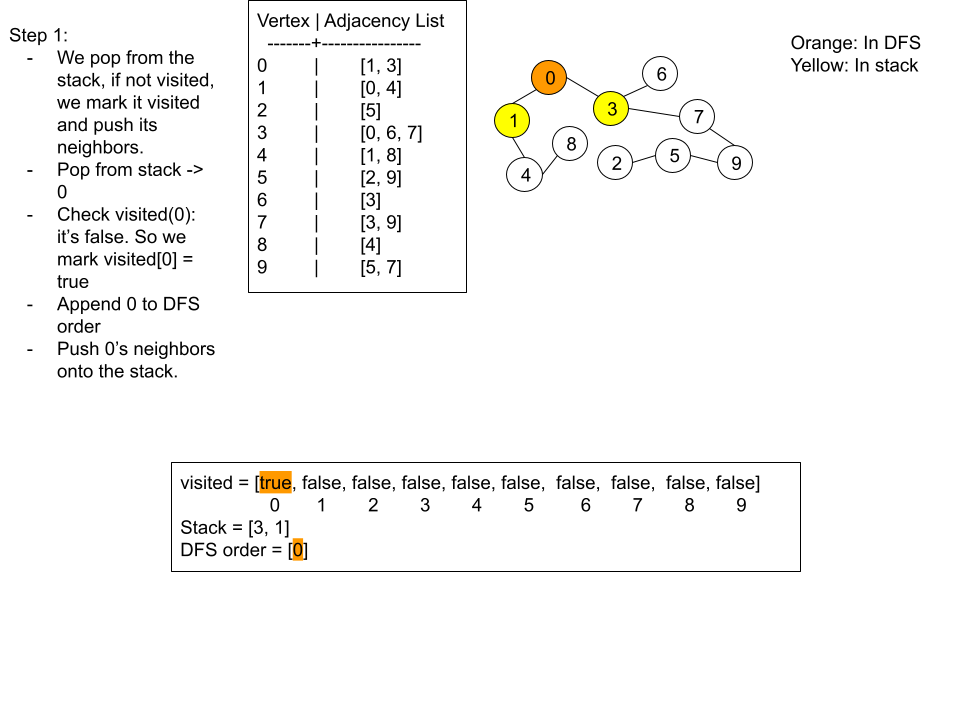 Step 1:
- We pop from the
stack, if not visited,
we mark it visited
and push its
neighbors.
- Pop from stack ->
0
- Check visited(0):
it’s false. So we
mark visited[0] =
true
- Append 0 to DFS
order
- Push 0’s neighbors
onto the stack.
Vertex | Adjacency List
-------+----------------
0 | [1, 3]
1 | [0, 4]
2 | [5]
3 | [0, 6, 7]
4 | [1, 8]
5 | [2, 9]
6 | [3]
7 | [3, 9]
8 | [4]
9 | [5, 7]
0
6
3
1
7
8
2
5
9
4
Orange: In DFS
Yellow: In stack
visited = [true, false, false, false, false, false, false, false, false, false]
0 1 2 3 4 5 6 7 8 9
Stack = [3, 1]
DFS order = [0]